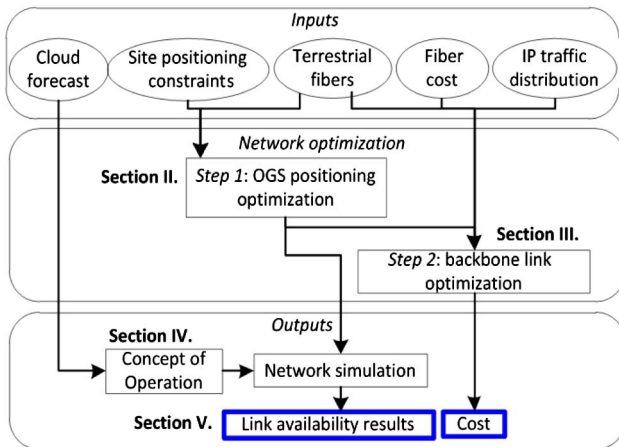 Inputs
Cloud forecast
Site positioning constraints
Terrestrial fibers
Fiber cost
IP traffic distribution
Network optimization
Section II.
Step 1: OGS positioning optimization
Section III.
Step 2: backbone link optimization
Outputs
Section IV.
Concept of Operation
Network simulation
Section V.
Link availability results
Cost